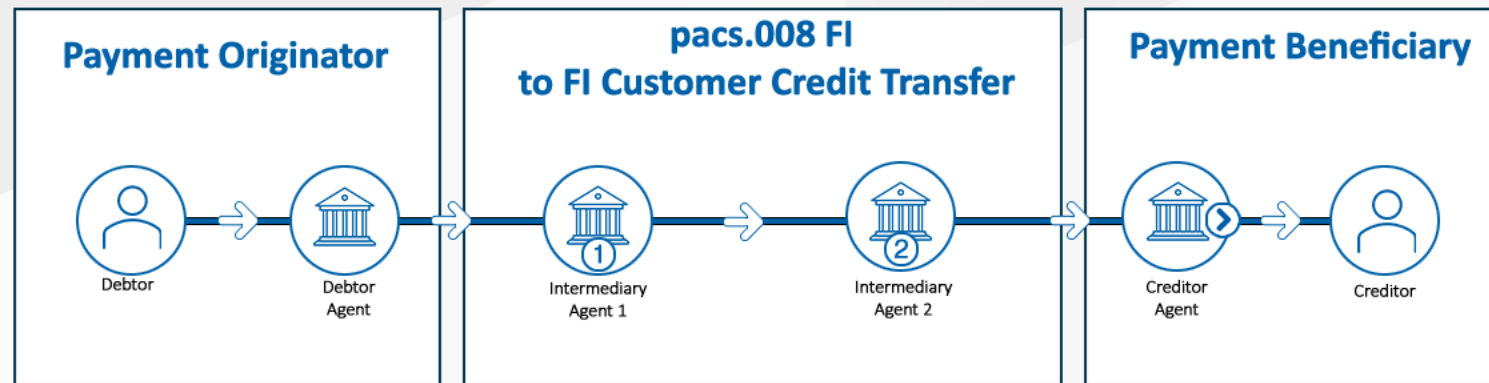 Payment Originator
pacs.008 FI
to FI Customer Credit Transfer
Payment Beneficiary
Debtor
Debtor
Agent
1
Intermediary
Agent 1
2
Intermediary
Agent 2
Creditor
Agent
Creditor